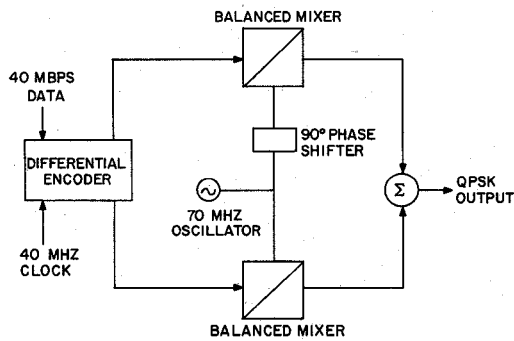 BALANCED MIXER
40 MBPS
DATA
90° PHASE
SHIFTER
DIFFERENTIAL
ENCODER
Σ
QPSK
OUTPUT
70 MHZ
OSCILLATOR
40 MHZ
CLOCK
BALANCED MIXER